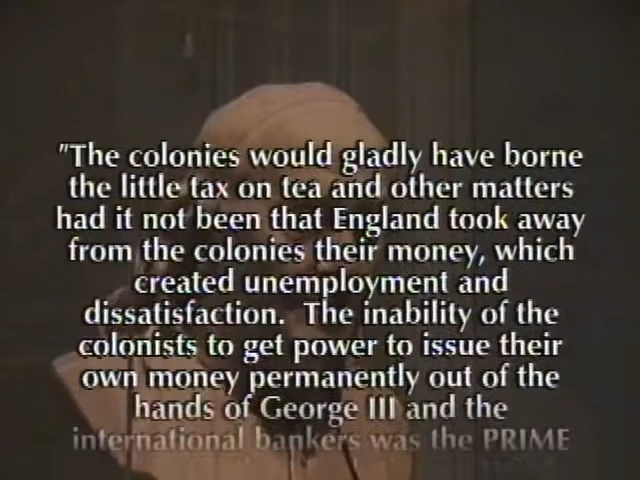 "The colonies would gladly have borne
the little tax on tea and other matters
had it not been that England took away
from the colonies their money, which
created unemployment and
dissatisfaction.  The inability of the
colonists to get power to issue their
own money permanently out of the
hands of George III and the
international bankers was the PRIME